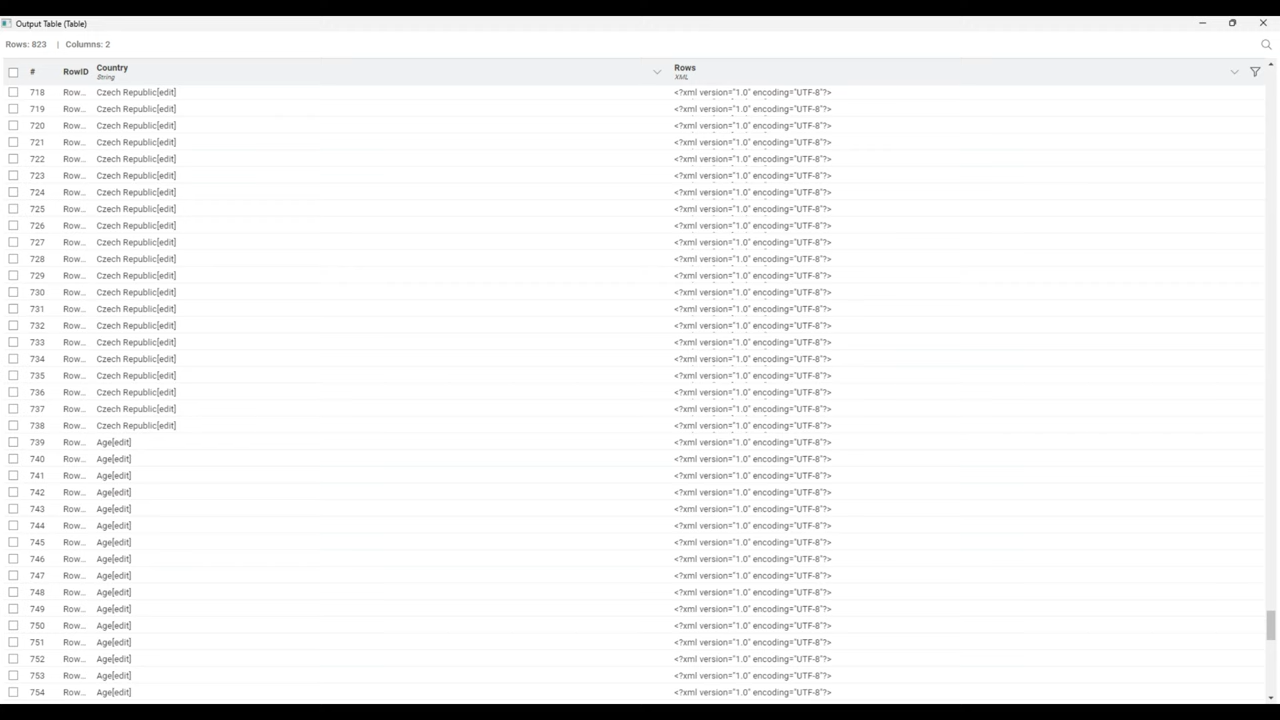 Output Table (Table)
Rows: 823 | Columns: 2
# RowID Country Rows
String XML
718 Row... Czech Republic[edit] <?xml version="1.0" encoding="UTF-8"?>
719 Row... Czech Republic[edit] <?xml version="1.0" encoding="UTF-8"?>
720 Row... Czech Republic[edit] <?xml version="1.0" encoding="UTF-8"?>
721 Row... Czech Republic[edit] <?xml version="1.0" encoding="UTF-8"?>
722 Row... Czech Republic[edit] <?xml version="1.0" encoding="UTF-8"?>
723 Row... Czech Republic[edit] <?xml version="1.0" encoding="UTF-8"?>
724 Row... Czech Republic[edit] <?xml version="1.0" encoding="UTF-8"?>
725 Row... Czech Republic[edit] <?xml version="1.0" encoding="UTF-8"?>
726 Row... Czech Republic[edit] <?xml version="1.0" encoding="UTF-8"?>
727 Row... Czech Republic[edit] <?xml version="1.0" encoding="UTF-8"?>
728 Row... Czech Republic[edit] <?xml version="1.0" encoding="UTF-8"?>
729 Row... Czech Republic[edit] <?xml version="1.0" encoding="UTF-8"?>
730 Row... Czech Republic[edit] <?xml version="1.0" encoding="UTF-8"?>
731 Row... Czech Republic[edit] <?xml version="1.0" encoding="UTF-8"?>
732 Row... Czech Republic[edit] <?xml version="1.0" encoding="UTF-8"?>
733 Row... Czech Republic[edit] <?xml version="1.0" encoding="UTF-8"?>
734 Row... Czech Republic[edit] <?xml version="1.0" encoding="UTF-8"?>
735 Row... Czech Republic[edit] <?xml version="1.0" encoding="UTF-8"?>
736 Row... Czech Republic[edit] <?xml version="1.0" encoding="UTF-8"?>
737 Row... Czech Republic[edit] <?xml version="1.0" encoding="UTF-8"?>
738 Row... Czech Republic[edit] <?xml version="1.0" encoding="UTF-8"?>
739 Row... Age[edit] <?xml version="1.0" encoding="UTF-8"?>
740 Row... Age[edit] <?xml version="1.0" encoding="UTF-8"?>
741 Row... Age[edit] <?xml version="1.0" encoding="UTF-8"?>
742 Row... Age[edit] <?xml version="1.0" encoding="UTF-8"?>
743 Row... Age[edit] <?xml version="1.0" encoding="UTF-8"?>
744 Row... Age[edit] <?xml version="1.0" encoding="UTF-8"?>
745 Row... Age[edit] <?xml version="1.0" encoding="UTF-8"?>
746 Row... Age[edit] <?xml version="1.0" encoding="UTF-8"?>
747 Row... Age[edit] <?xml version="1.0" encoding="UTF-8"?>
748 Row... Age[edit] <?xml version="1.0" encoding="UTF-8"?>
749 Row... Age[edit] <?xml version="1.0" encoding="UTF-8"?>
750 Row... Age[edit] <?xml version="1.0" encoding="UTF-8"?>
751 Row... Age[edit] <?xml version="1.0" encoding="UTF-8"?>
752 Row... Age[edit] <?xml version="1.0" encoding="UTF-8"?>
753 Row... Age[edit] <?xml version="1.0" encoding="UTF-8"?>
754 Row... Age[edit] <?xml version="1.0" encoding="UTF-8"?>